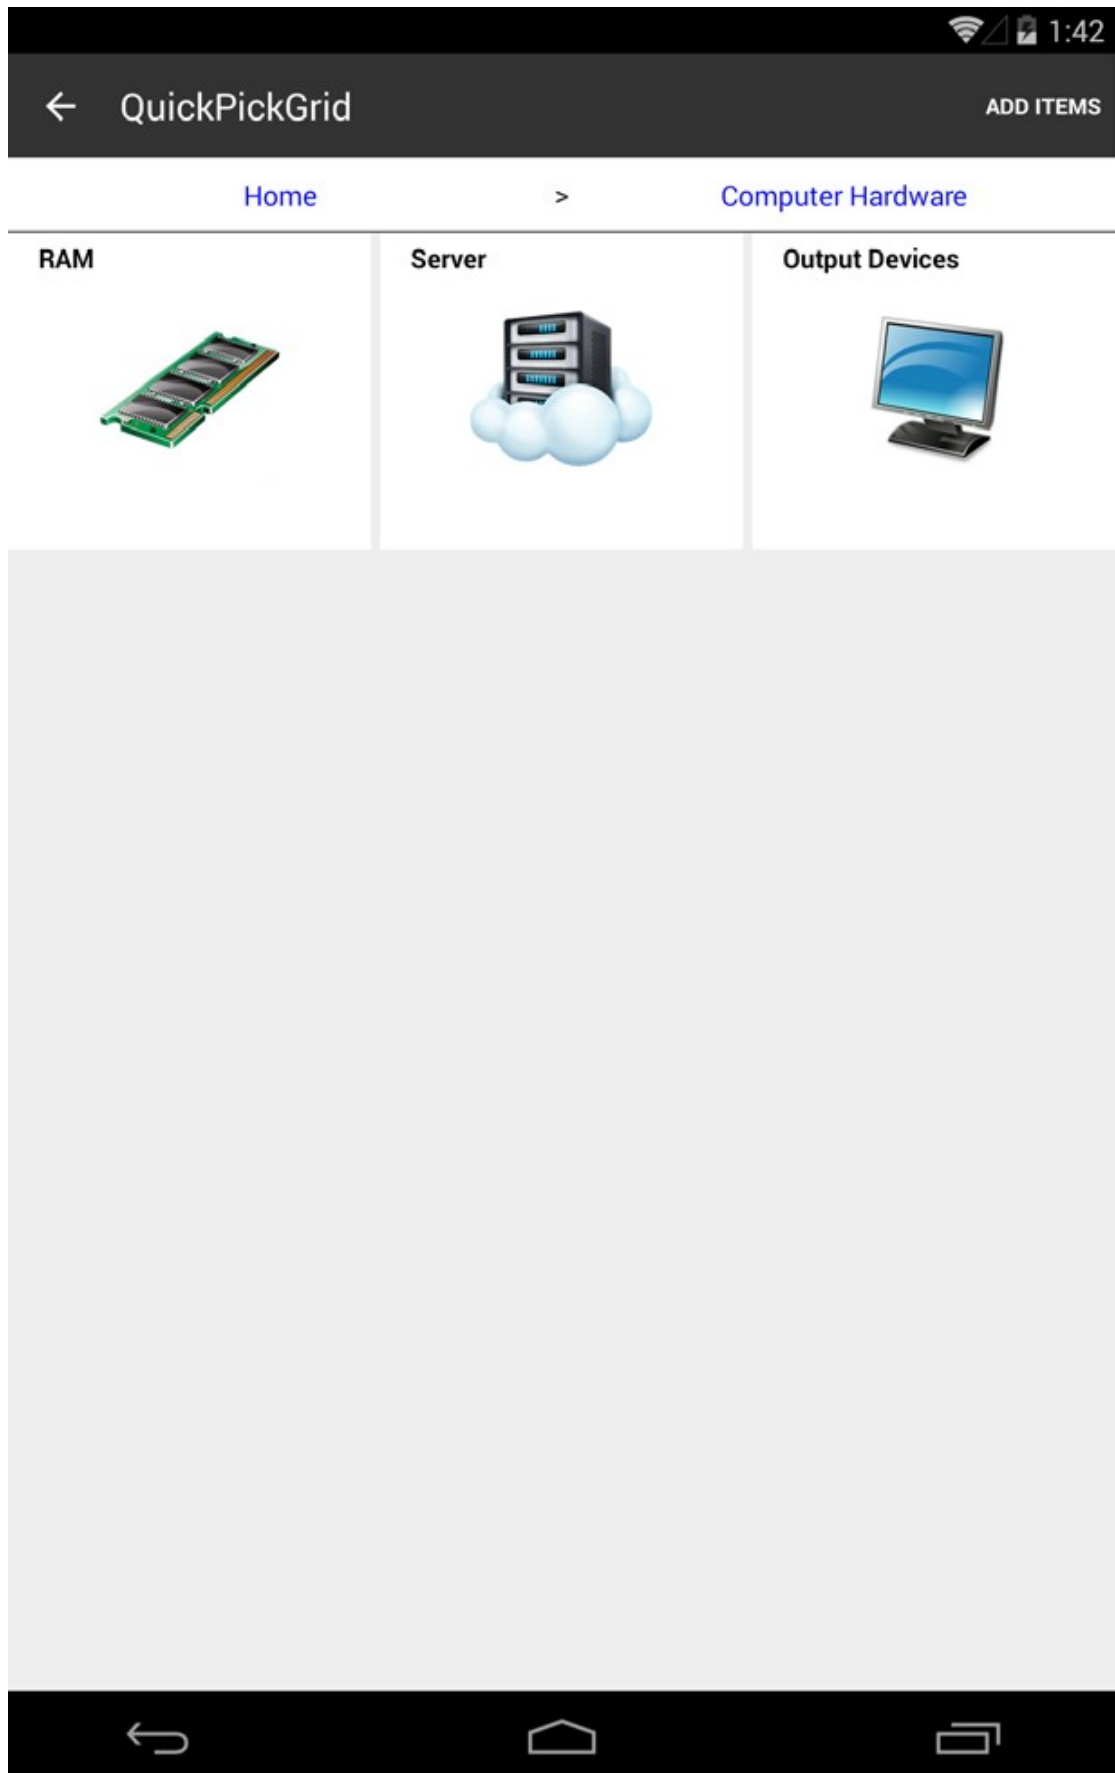 1:42
QuickPickGrid ADD ITEMS
Home > Computer Hardware
RAM Server Output Devices